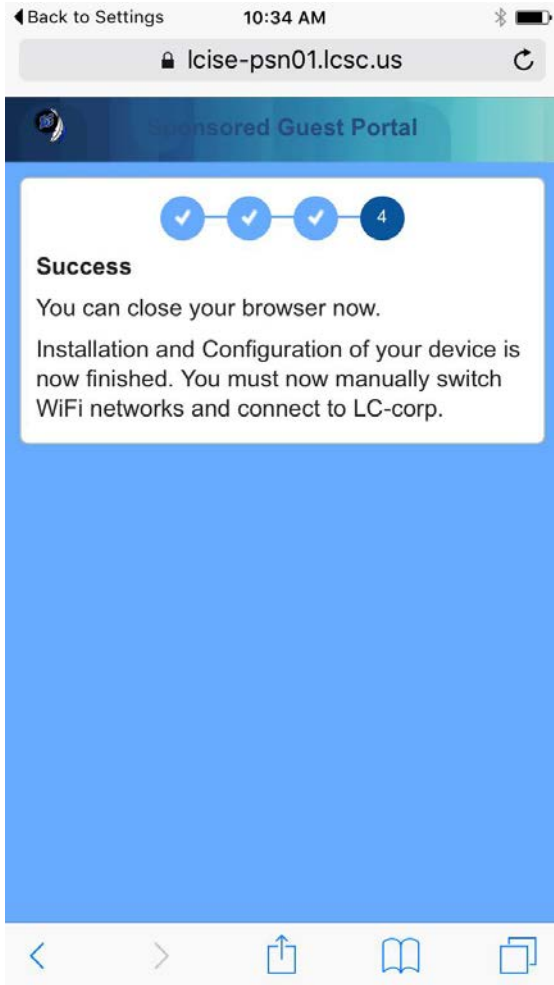 Back to Settings 10:34 AM
lcise-psn01.lcsc.us
Sponsored Guest Portal
4
Success
You can close your browser now.
Installation and Configuration of your device is
now finished. You must now manually switch
WiFi networks and connect to LC-corp.